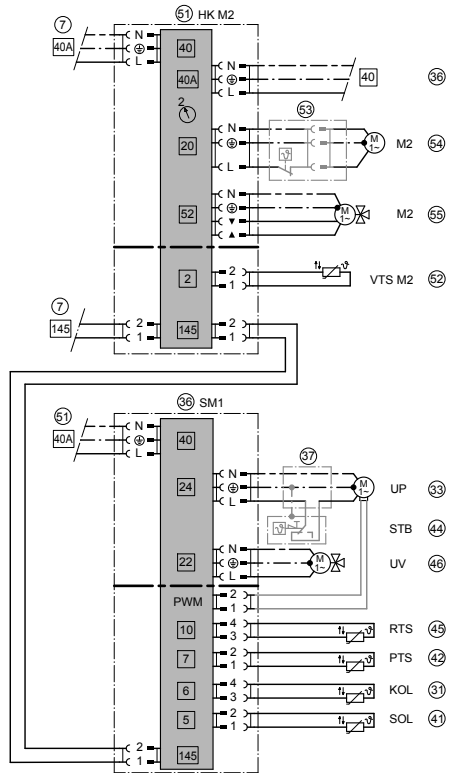 51 HK M2
7
40A
N
L
40
40A
N
L
40
36
2
53
20
N
L
M
1~
M2
54
52
N
▼
▲
M
1~
M2
55
2
2
1
VTS M2
52
7
145
2
1
145
2
1
36 SM1
51
40A
N
L
40
37
24
N
L
M
1~
UP
33
STB
44
22
N
L
M
1~
UV
46
PWM
2
1
10
4
3
RTS
45
7
2
1
PTS
42
6
4
3
KOL
31
5
2
1
SOL
41
2
1
145